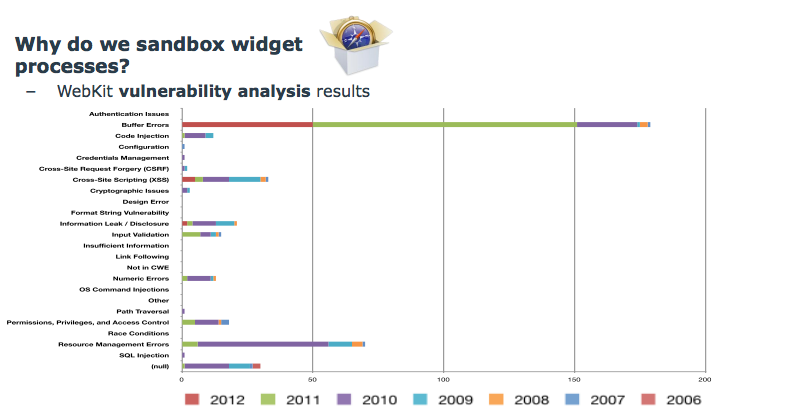 Why do we sandbox widget
processes?
– WebKit vulnerability analysis results
Authentication Issues
Buffer Errors
Code Injection
Configuration
Credentials Management
Cross-Site Request Forgery (CSRF)
Cross-Site Scripting (XSS)
Cryptographic Issues
Design Error
Format String Vulnerability
Information Leak / Disclosure
Input Validation
Insufficient Information
Link Following
Not in CWE
Numeric Errors
OS Command Injections
Other
Path Traversal
Permissions, Privileges, and Access Control
Race Conditions
Resource Management Errors
SQL Injection
(null)
0 50 100 150 200
2012 2011 2010 2009 2008 2007 2006